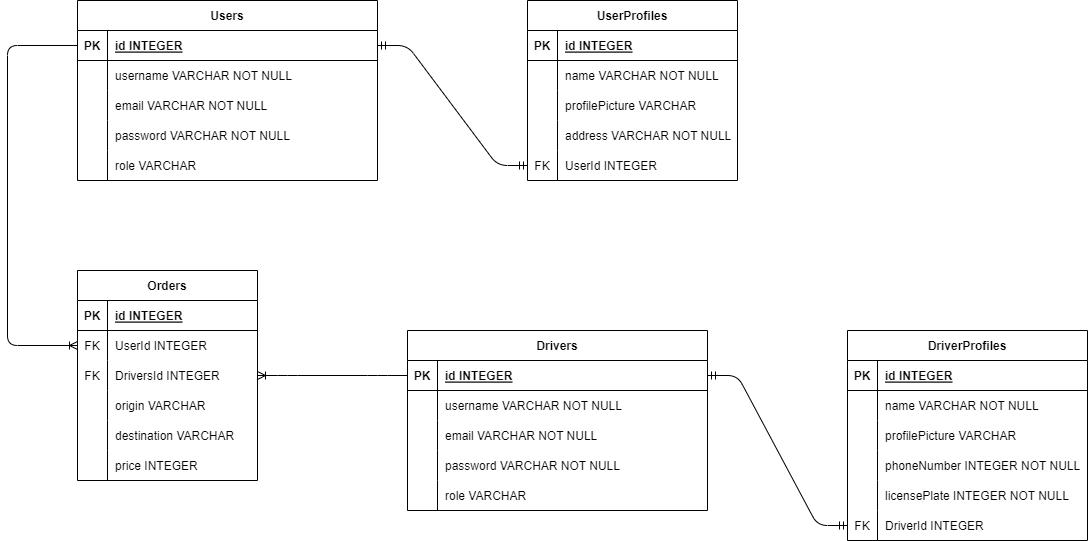 Users
PK id INTEGER
username VARCHAR NOT NULL
email VARCHAR NOT NULL
password VARCHAR NOT NULL
role VARCHAR
UserProfiles
PK id INTEGER
name VARCHAR NOT NULL
profilePicture VARCHAR
address VARCHAR NOT NULL
FK UserId INTEGER
Orders
PK id INTEGER
FK UserId INTEGER
FK DriversId INTEGER
origin VARCHAR
destination VARCHAR
price INTEGER
Drivers
PK id INTEGER
username VARCHAR NOT NULL
email VARCHAR NOT NULL
password VARCHAR NOT NULL
role VARCHAR
DriverProfiles
PK id INTEGER
name VARCHAR NOT NULL
profilePicture VARCHAR
phoneNumber INTEGER NOT NULL
licensePlate INTEGER NOT NULL
FK DriverId INTEGER